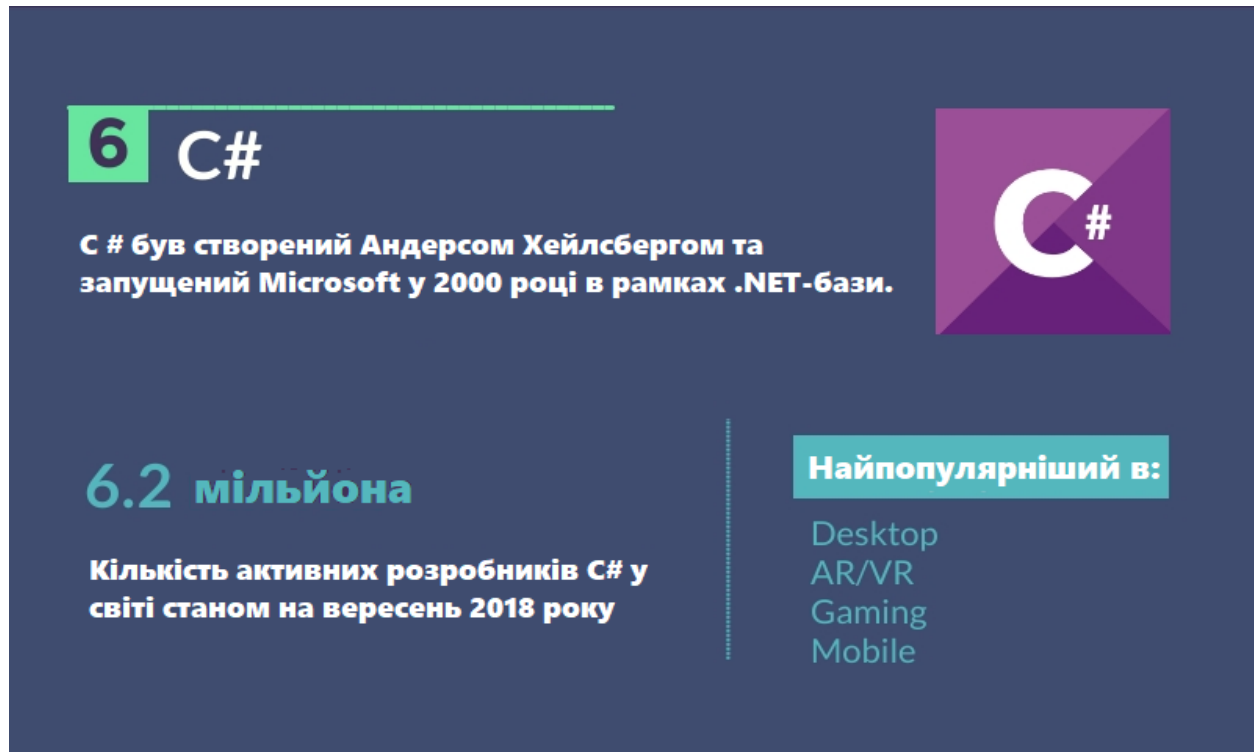 6 C#
C # був створений Андерсом Хейлсбергом та
запущений Microsoft у 2000 році в рамках .NET-бази.
C#
6.2 мільйона
Кількість активних розробників C# у
світі станом на вересень 2018 року
Найпопулярніший в:
Desktop
AR/VR
Gaming
Mobile